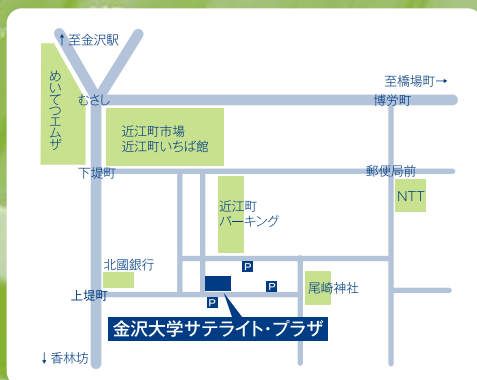 ↑至金沢駅
めいてつエムザ
むさし
至橋場町→
博労町
近江町市場
近江町いちば館
下堤町
郵便局前
NTT
近江町
パーキング
北國銀行
P
P
P
尾崎神社
上堤町
金沢大学サテライト・プラザ
↓香林坊